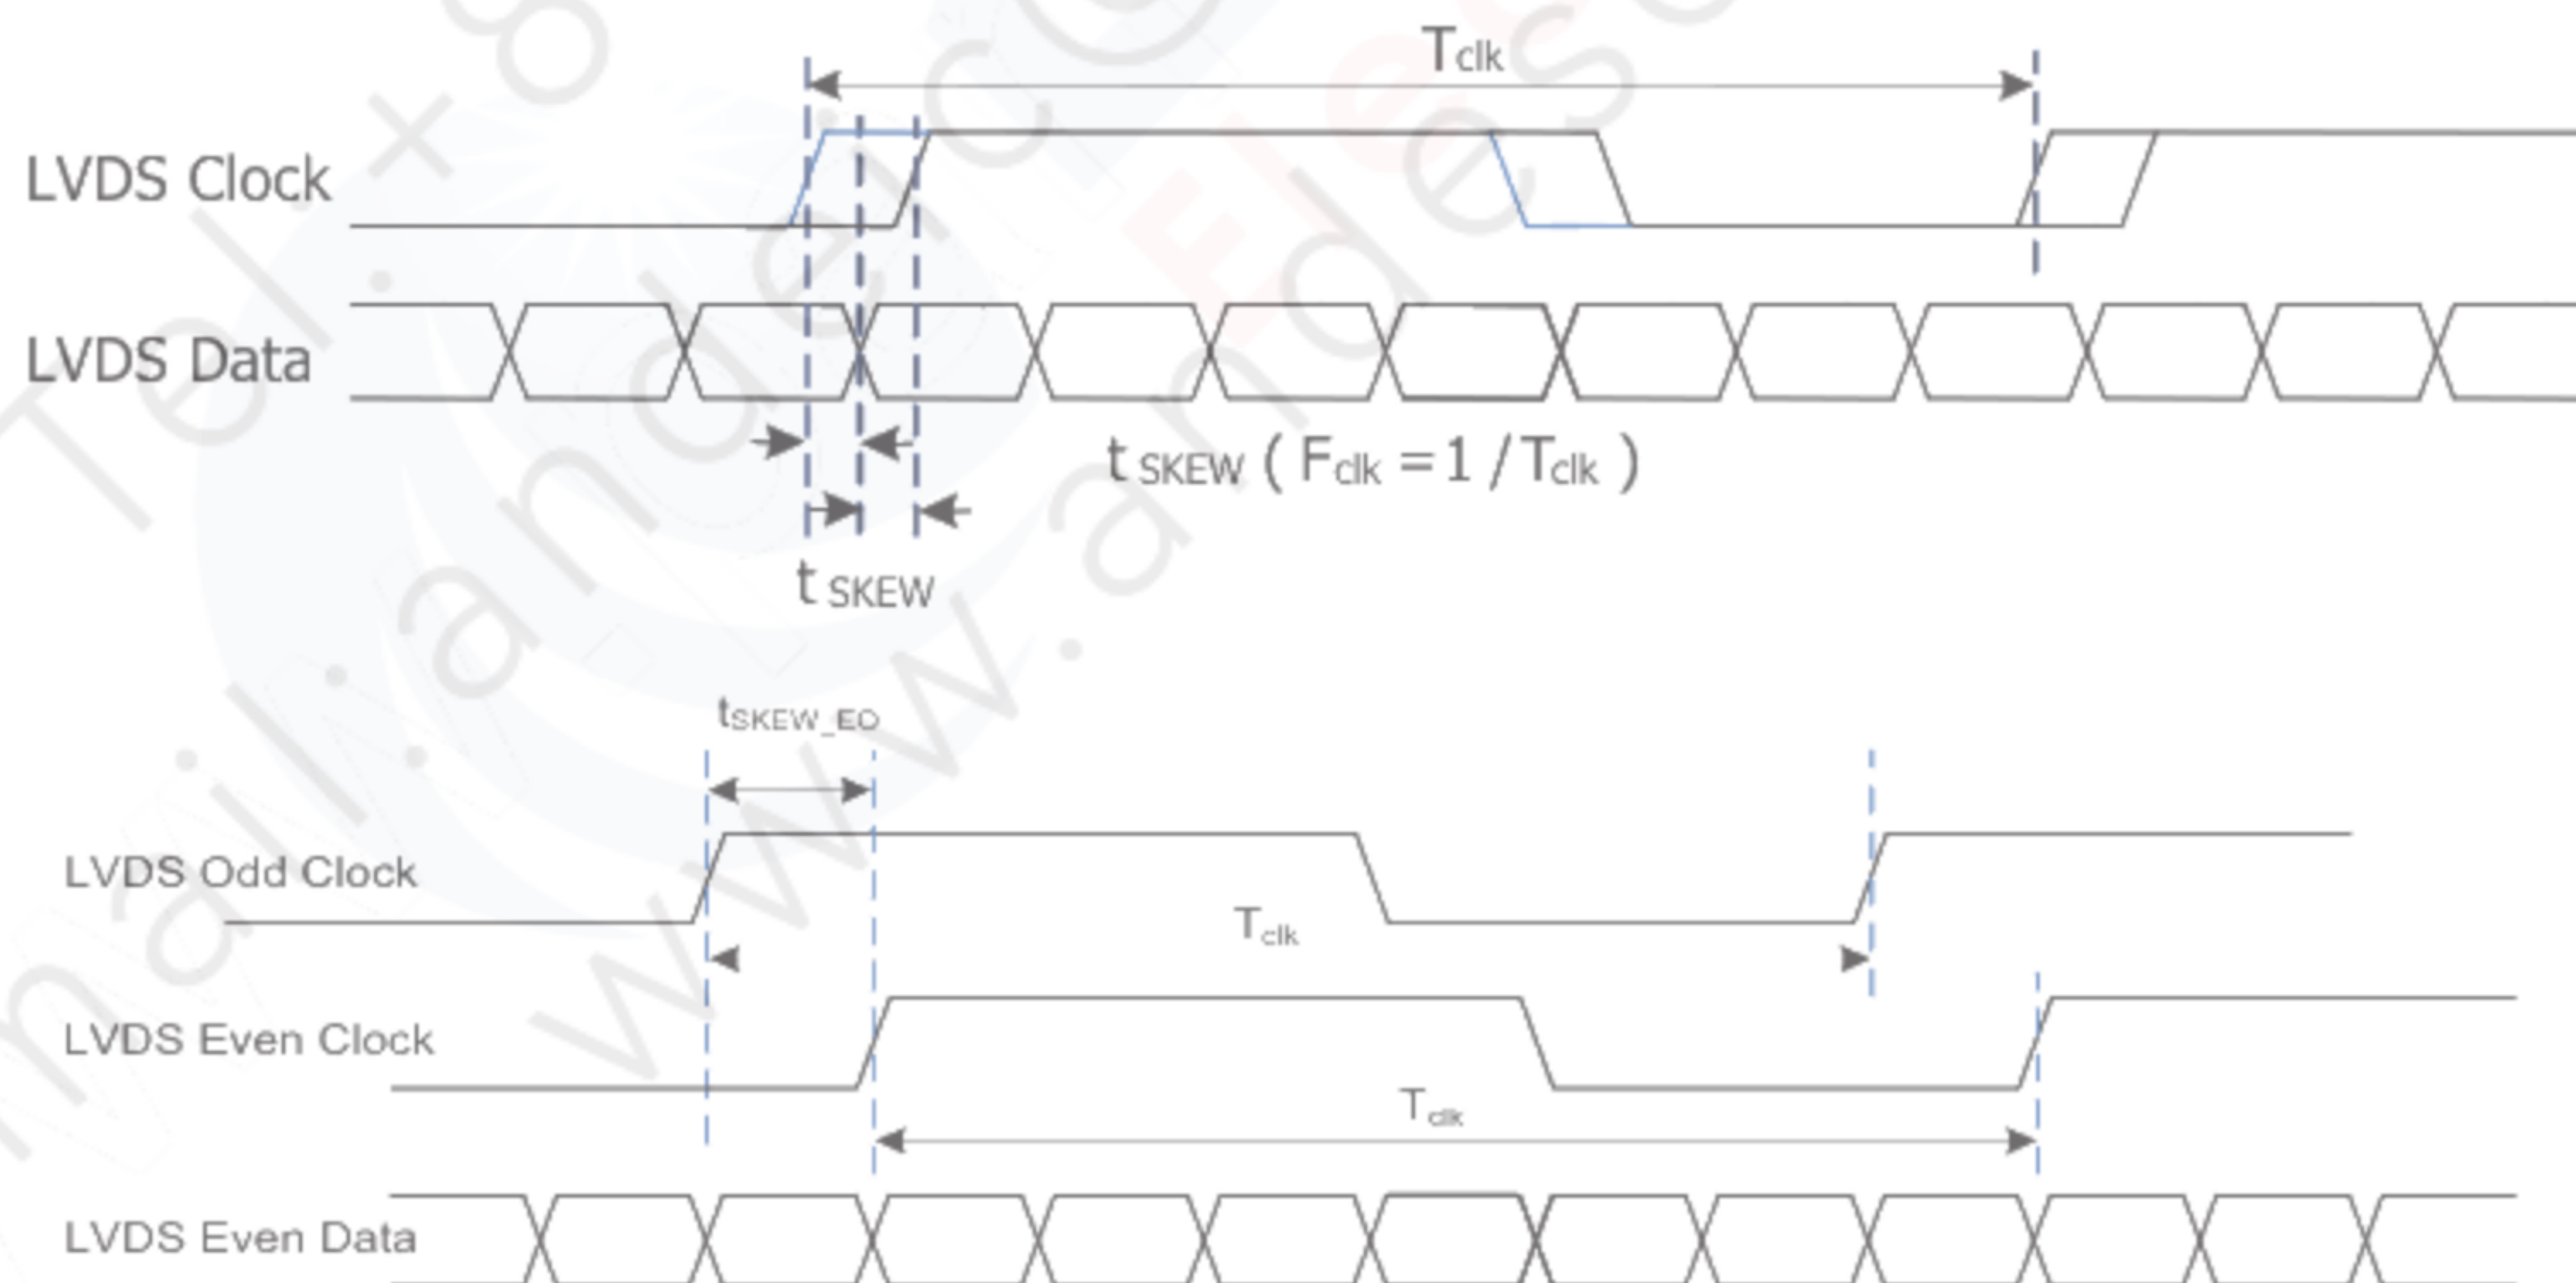 Tclk
LVDS Clock
LVDS Data
t SKEW ( Fclk = 1 / Tclk )
t SKEW
tSKEW_EO
LVDS Odd Clock
Tclk
LVDS Even Clock
Tclk
LVDS Even Data